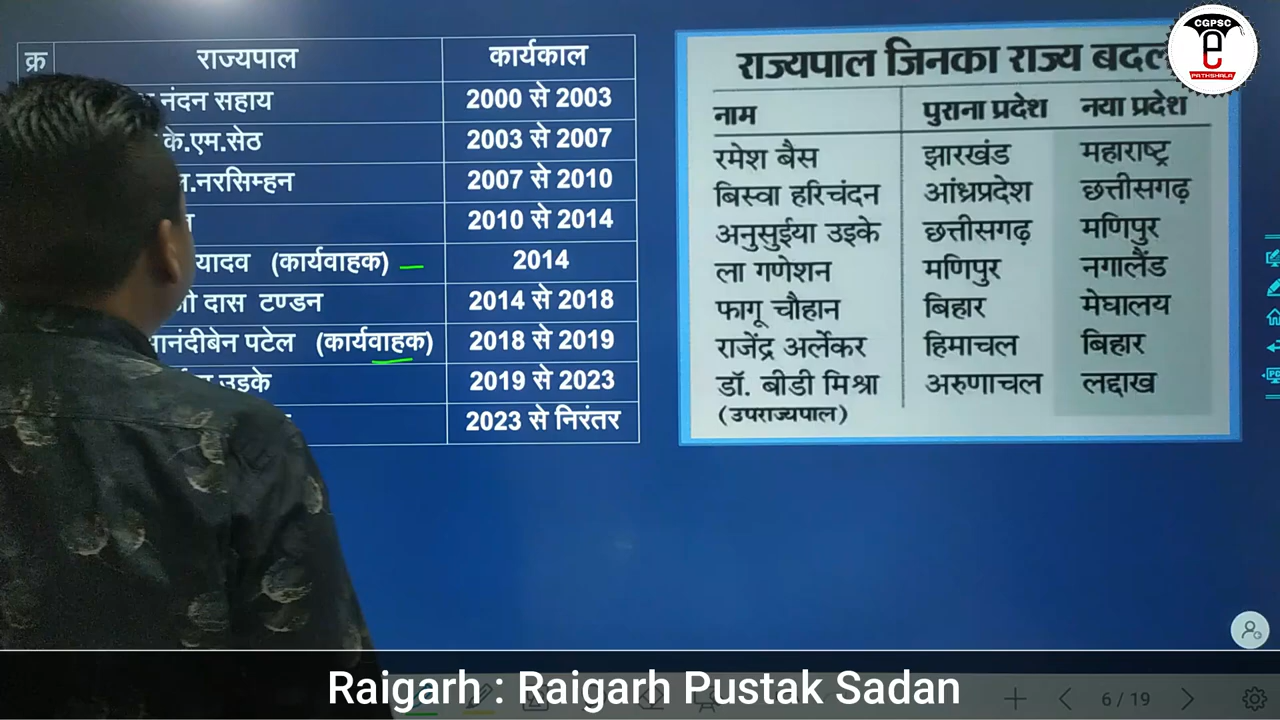 क्र राज्यपाल कार्यकाल
नंदन सहाय 2000 से 2003
के.एम.सेठ 2003 से 2007
.नरसिम्हन 2007 से 2010
2010 से 2014
यादव (कार्यवाहक) 2014
दास टण्डन 2014 से 2018
आनंदीबेन पटेल (कार्यवाहक) 2018 से 2019
उइके 2019 से 2023
2023 से निरंतर
राज्यपाल जिनका राज्य बदल
नाम पुराना प्रदेश नया प्रदेश
रमेश बैस झारखंड महाराष्ट्र
बिस्वा हरिचंदन आंध्रप्रदेश छत्तीसगढ़
अनुसुईया उइके छत्तीसगढ़ मणिपुर
ला गणेशन मणिपुर नगालैंड
फागू चौहान बिहार मेघालय
राजेंद्र अर्लेकर हिमाचल बिहार
डॉ. बीडी मिश्रा अरुणाचल लद्दाख
(उपराज्यपाल)
CGPSC
e
PATHSHALA
Raigarh : Raigarh Pustak Sadan
6 / 19